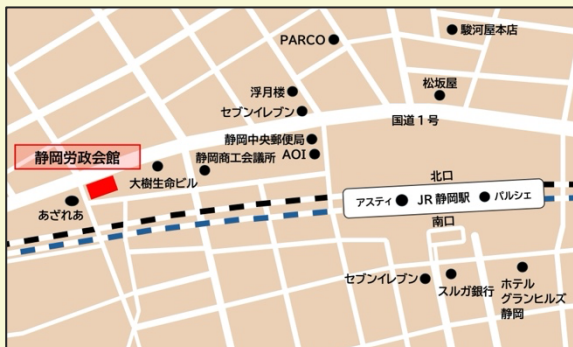 駿河屋本店
PARCO
松坂屋
浮月楼
セブンイレブン
国道1号
静岡中央郵便局
AOI
静岡労政会館
静岡商工会議所
大樹生命ビル
あざれあ
北口
アスティ
JR 静岡駅
パルシェ
南口
セブンイレブン
スルガ銀行
ホテル
グランヒルズ
静岡